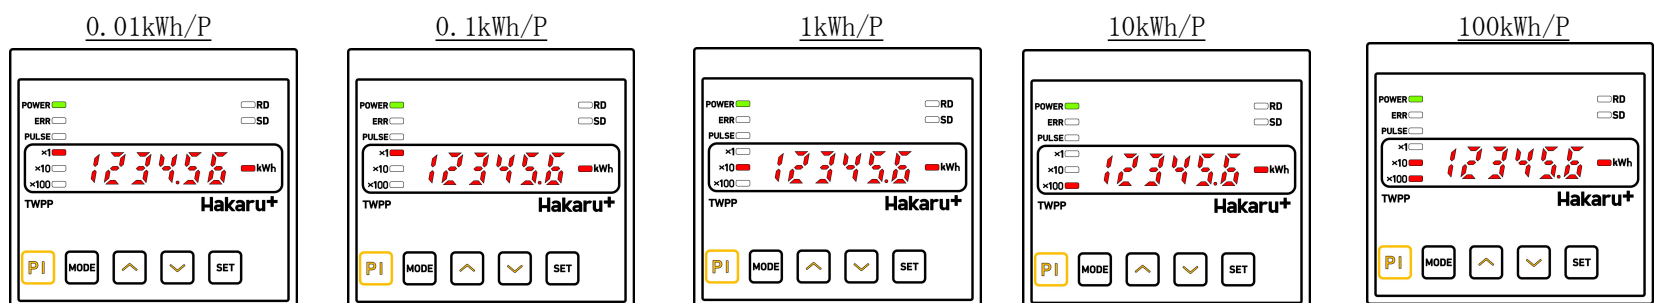 0.01kWh/P
POWER
RD
ERR
SD
PULSE
×1
×10
×100
1234.56
kWh
TWPP
Hakaru+
PI
MODE
SET
0.1kWh/P
POWER
RD
ERR
SD
PULSE
×1
×10
×100
12345.6
kWh
TWPP
Hakaru+
PI
MODE
SET
1kWh/P
POWER
RD
ERR
SD
PULSE
×1
×10
×100
12345.6
kWh
TWPP
Hakaru+
PI
MODE
SET
10kWh/P
POWER
RD
ERR
SD
PULSE
×1
×10
×100
12345.6
kWh
TWPP
Hakaru+
PI
MODE
SET
100kWh/P
POWER
RD
ERR
SD
PULSE
×1
×10
×100
12345.6
kWh
TWPP
Hakaru+
PI
MODE
SET